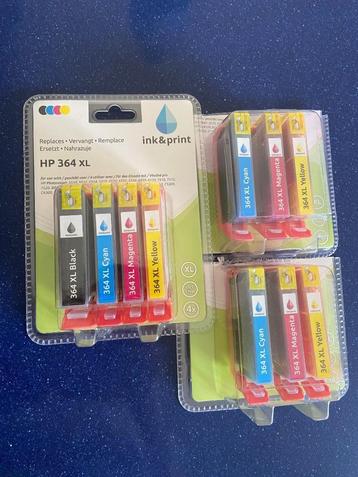 Replaces • Vervangt • Remplace
Ersetzt • Nahrazuje
ink&print
HP 364 XL
364 XL Black
364 XL Cyan
364 XL Magenta
364 XL Yellow
XL
4x
364 XL Cyan
364 XL Magenta
364 XL Yellow
364 XL Cyan
364 XL Magenta
364 XL Yellow